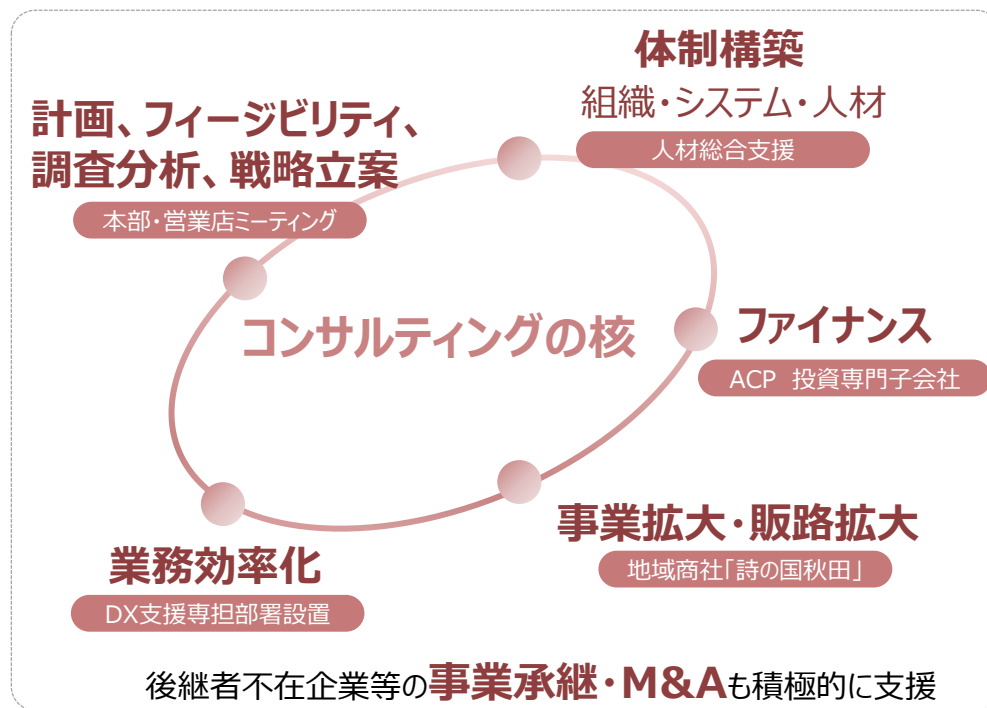 体制構築
組織・システム・人材
人材総合支援
計画、フィージビリティ、
調査分析、戦略立案
本部・営業店ミーティング
コンサルティングの核
ファイナンス
ACP 投資専門子会社
事業拡大・販路拡大
地域商社「詩の国秋田」
業務効率化
DX支援専担部署設置
後継者不在企業等の事業承継・M&Aも積極的に支援